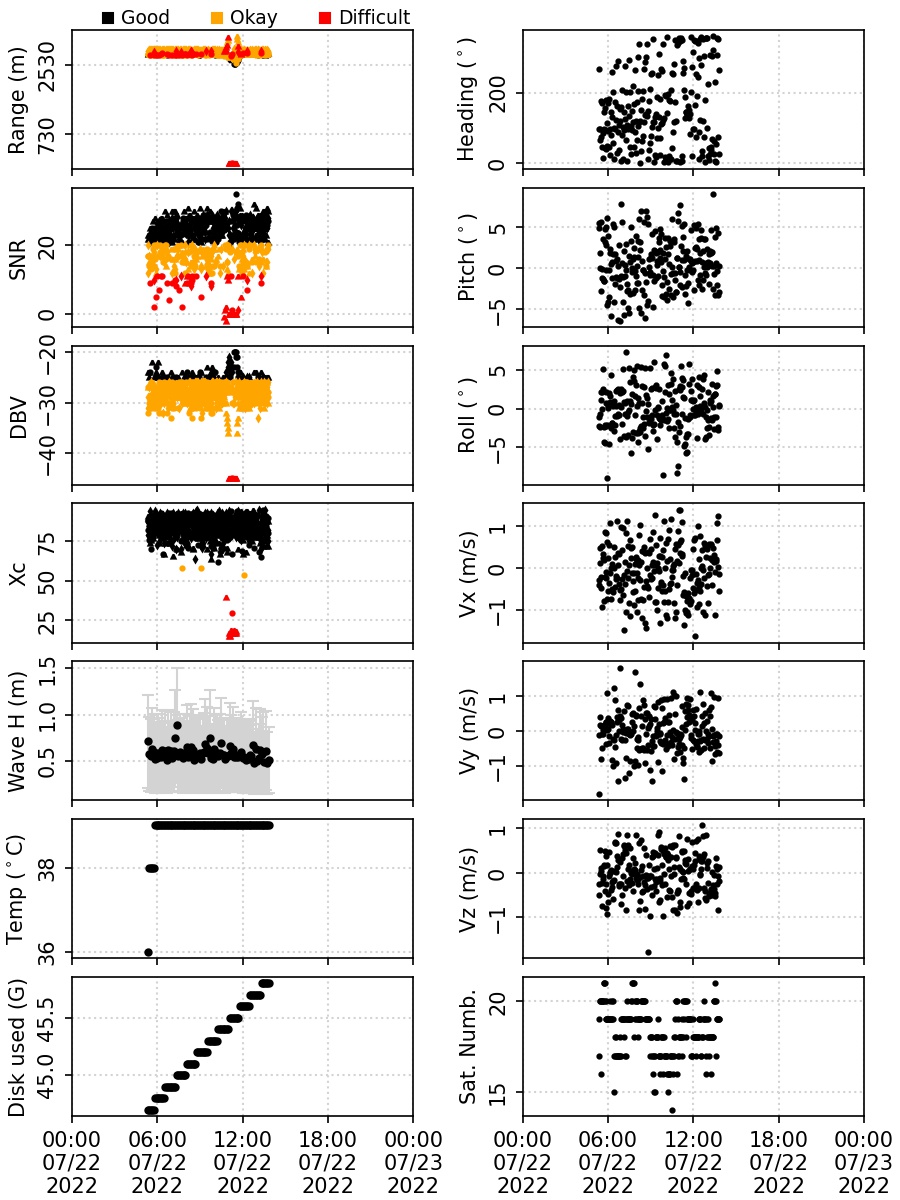 Good Okay Difficult
Range (m)
2530
730
Heading (°)
200
0
SNR
20
0
Pitch (°)
5
0
−5
DBV
−20
−30
−40
Roll (°)
5
0
−5
Xc
75
50
25
Vx (m/s)
1
0
−1
Wave H (m)
1.5
1.0
0.5
Vy (m/s)
1
0
−1
Temp (°C)
38
36
Vz (m/s)
1
0
−1
Disk used (G)
45.5
45.0
Sat. Numb.
20
15
00:00 06:00 12:00 18:00 00:00
07/22 07/22 07/22 07/22 07/23
2022 2022 2022 2022 2022
00:00 06:00 12:00 18:00 00:00
07/22 07/22 07/22 07/22 07/23
2022 2022 2022 2022 2022